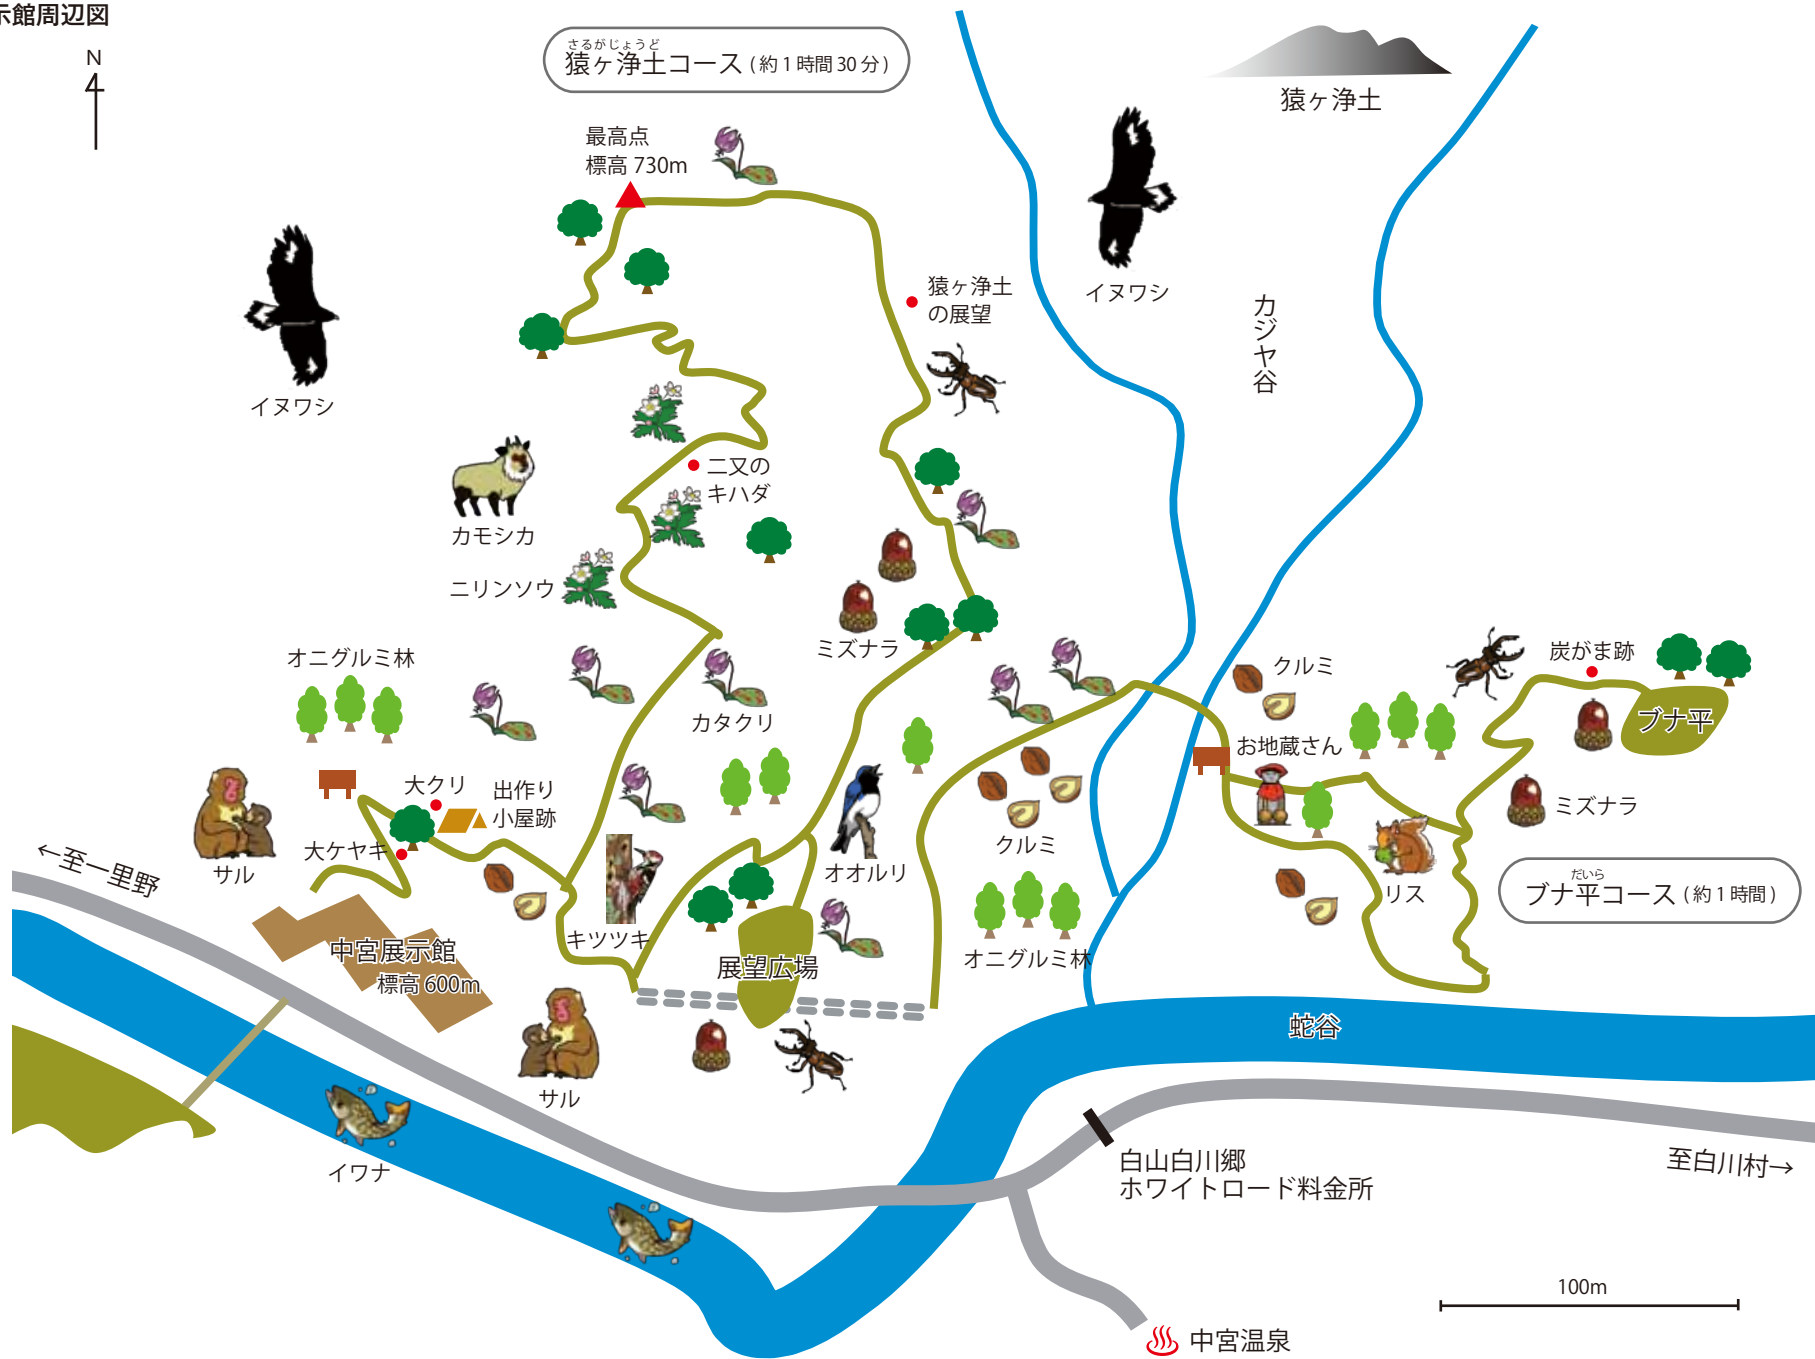 示館周辺図
N
さるがじょうど
猿ヶ浄土コース(約1時間30分)
猿ヶ浄土
最高点
標高730m
猿ヶ浄土
の展望
イヌワシ
カジヤ谷
イヌワシ
二又の
キハダ
カモシカ
ニリンソウ
ミズナラ
オニグルミ林
カタクリ
クルミ
炭がま跡
ブナ平
お地蔵さん
大クリ
出作り
小屋跡
ミズナラ
大ケヤキ
サル
オオルリ
クルミ
リス
だいら
ブナ平コース(約1時間)
←至一里野
キツツキ
中宮展示館
標高600m
展望広場
オニグルミ林
蛇谷
サル
イワナ
白山白川郷
ホワイトロード料金所
至白川村→
100m
中宮温泉